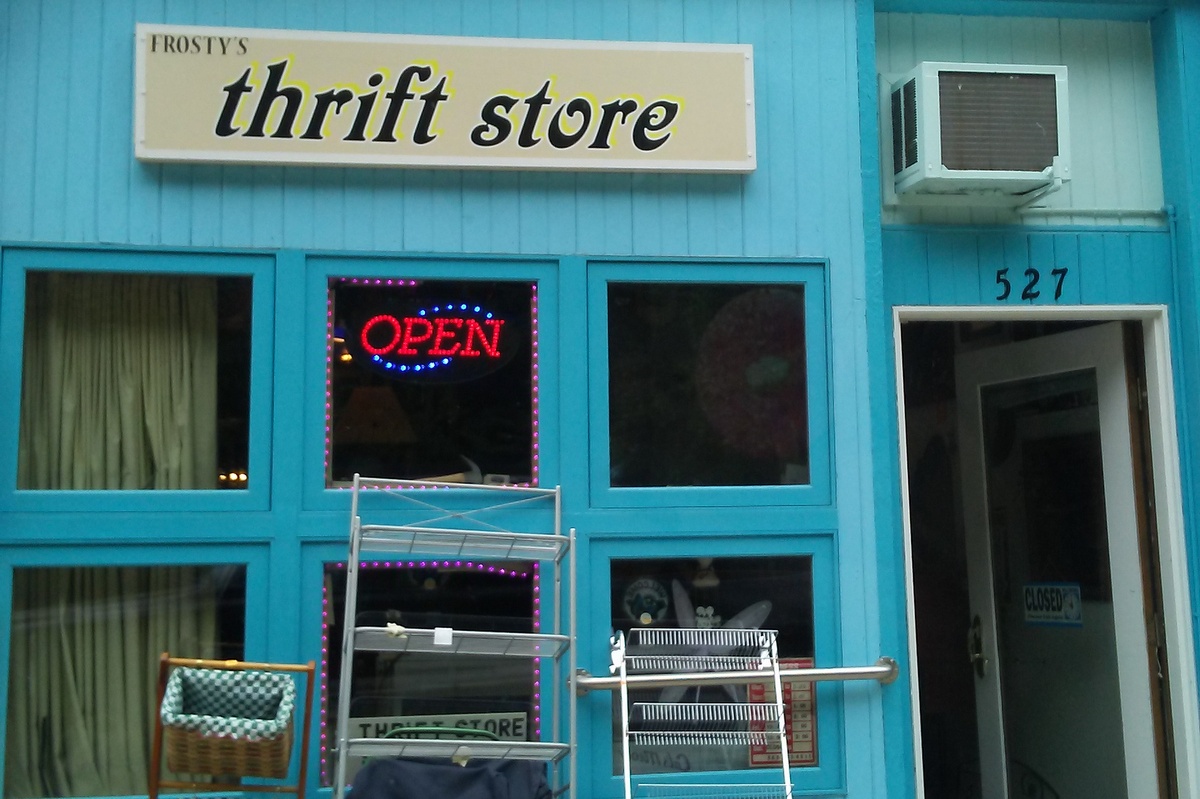 FROSTY'S
thrift store
527
OPEN
CLOSED
THRIFT STORE